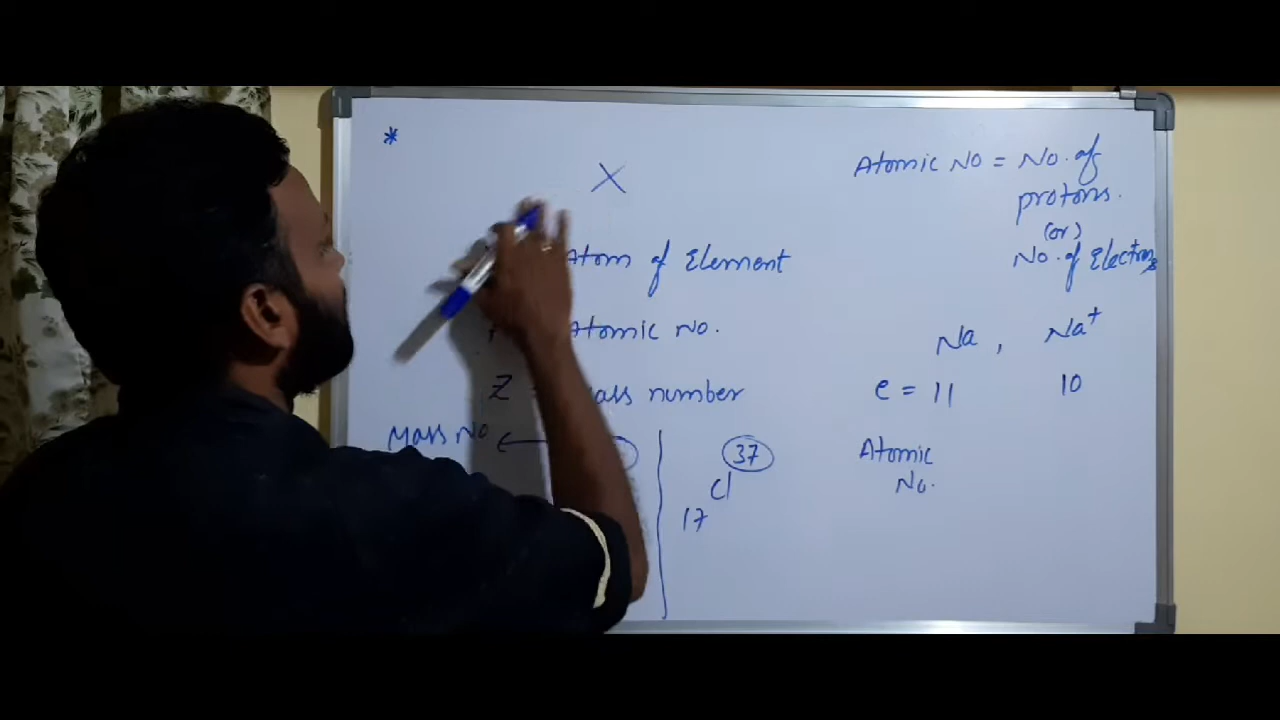 *
X
Atom of Element
Atomic No.
Z
mass number
Mass No
37
Cl
17
Atomic No = No. of
protons.
(or)
No. of Electrons
Na , Na+
e = 11 10
Atomic
No.